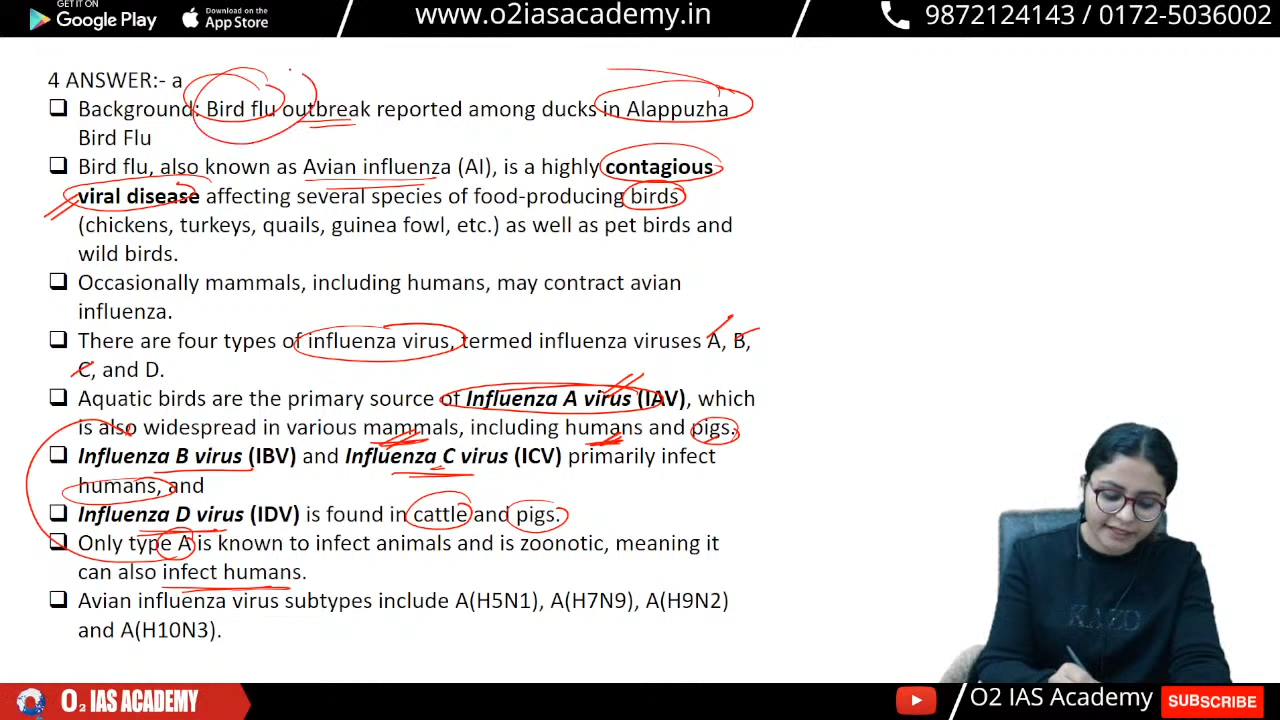 GET IT ON
Google Play
Download on the
App Store
www.o2iasacademy.in
9872124143 / 0172-5036002
4 ANSWER:- a
❑ Background: Bird flu outbreak reported among ducks in Alappuzha
Bird Flu
❑ Bird flu, also known as Avian influenza (AI), is a highly contagious
viral disease affecting several species of food-producing birds
(chickens, turkeys, quails, guinea fowl, etc.) as well as pet birds and
wild birds.
❑ Occasionally mammals, including humans, may contract avian
influenza.
❑ There are four types of influenza virus, termed influenza viruses A, B,
C, and D.
❑ Aquatic birds are the primary source of Influenza A virus (IAV), which
is also widespread in various mammals, including humans and pigs.
❑ Influenza B virus (IBV) and Influenza C virus (ICV) primarily infect
humans, and
❑ Influenza D virus (IDV) is found in cattle and pigs.
❑ Only type A is known to infect animals and is zoonotic, meaning it
can also infect humans.
❑ Avian influenza virus subtypes include A(H5N1), A(H7N9), A(H9N2)
and A(H10N3).
KAZO
O2 IAS ACADEMY
O2 IAS Academy
SUBSCRIBE